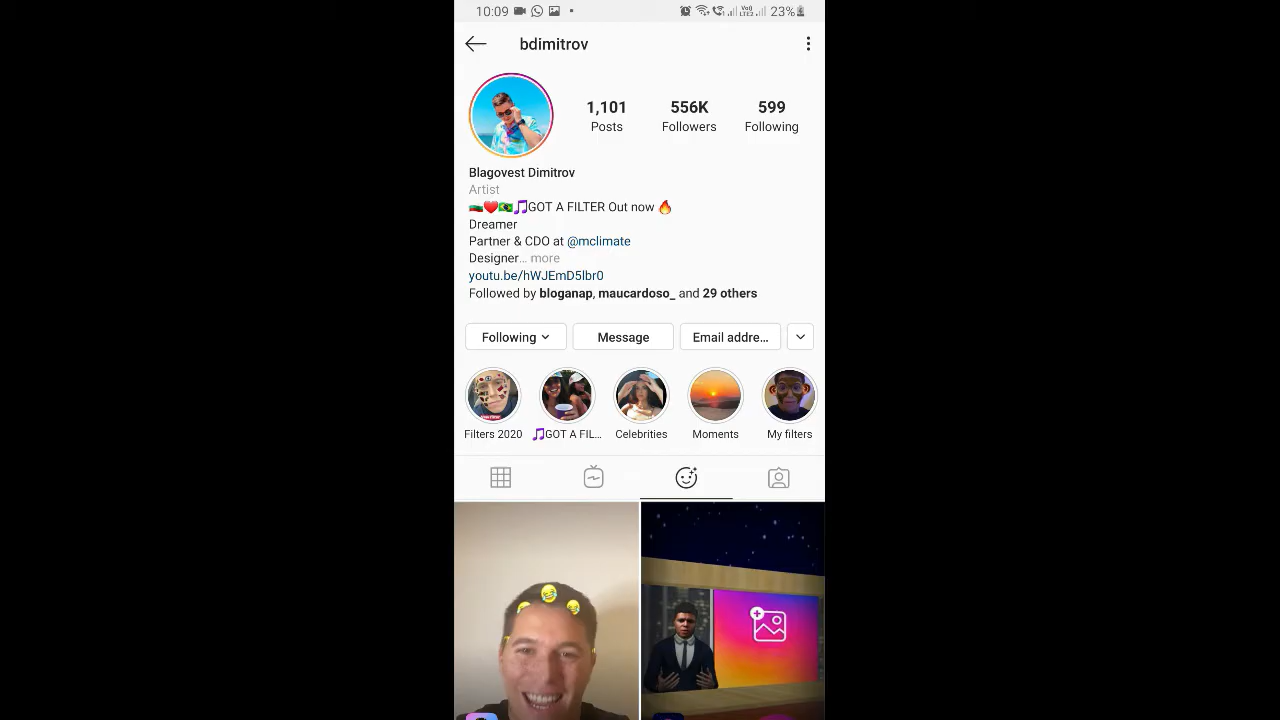 10:09 Vo)) LTE2 23%
bdimitrov
1,101 556K 599
Posts Followers Following
Blagovest Dimitrov
Artist
🇧🇬❤️🇧🇷🎵GOT A FILTER Out now 🔥
Dreamer
Partner & CDO at @mclimate
Designer... more
youtu.be/hWJEmD5lbr0
Followed by bloganap, maucardoso_ and 29 others
Following Message Email addre...
Filters 2020 🎵GOT A FIL... Celebrities Moments My filters